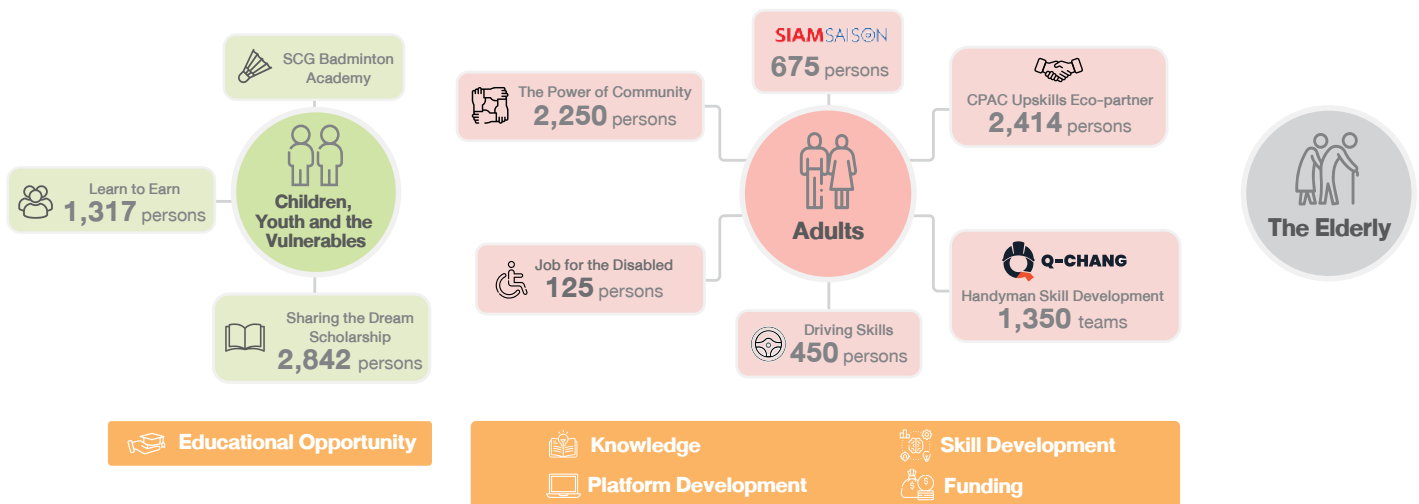 SCG Badminton
Academy
Learn to Earn
1,317 persons
Children,
Youth and the
Vulnerables
Sharing the Dream
Scholarship
2,842 persons
SIAMSAISON
675 persons
The Power of Community
2,250 persons
CPAC Upskills Eco-partner
2,414 persons
Adults
Job for the Disabled
125 persons
Q-CHANG
Handyman Skill Development
1,350 teams
Driving Skills
450 persons
The Elderly
Educational Opportunity
Knowledge
Skill Development
Platform Development
Funding